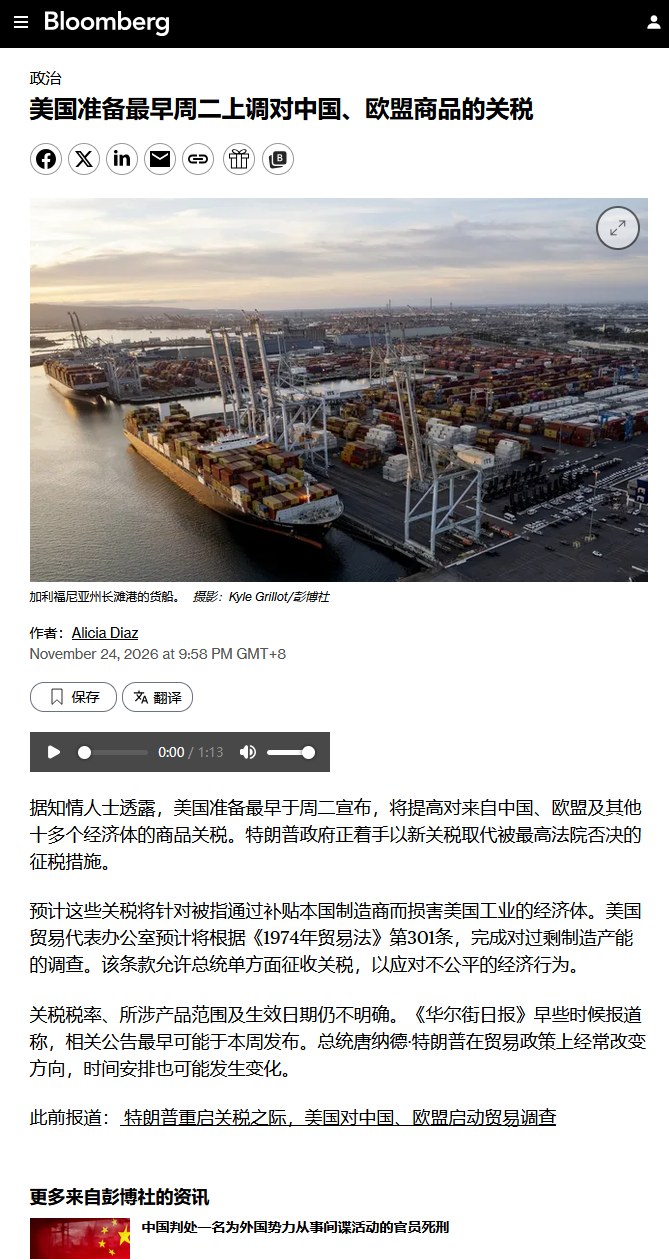 Bloomberg
政治
美国准备最早周二上调对中国、欧盟商品的关税
加利福尼亚州长滩港的货船。 摄影：Kyle Grillot/彭博社
作者：Alicia Diaz
November 24, 2026 at 9:58 PM GMT+8
保存 翻译
0:00 / 1:13
据知情人士透露，美国准备最早于周二宣布，将提高对来自中国、欧盟及其他
十多个经济体的商品关税。特朗普政府正着手以新关税取代被最高法院否决的
征税措施。
预计这些关税将针对被指通过补贴本国制造商而损害美国工业的经济体。美国
贸易代表办公室预计将根据《1974年贸易法》第301条，完成对过剩制造产能
的调查。该条款允许总统单方面征收关税，以应对不公平的经济行为。
关税税率、所涉产品范围及生效日期仍不明确。《华尔街日报》早些时候报道
称，相关公告最早可能于本周发布。总统唐纳德·特朗普在贸易政策上经常改变
方向，时间安排也可能发生变化。
此前报道：特朗普重启关税之际，美国对中国、欧盟启动贸易调查
更多来自彭博社的资讯
中国判处一名为外国势力从事间谍活动的官员死刑